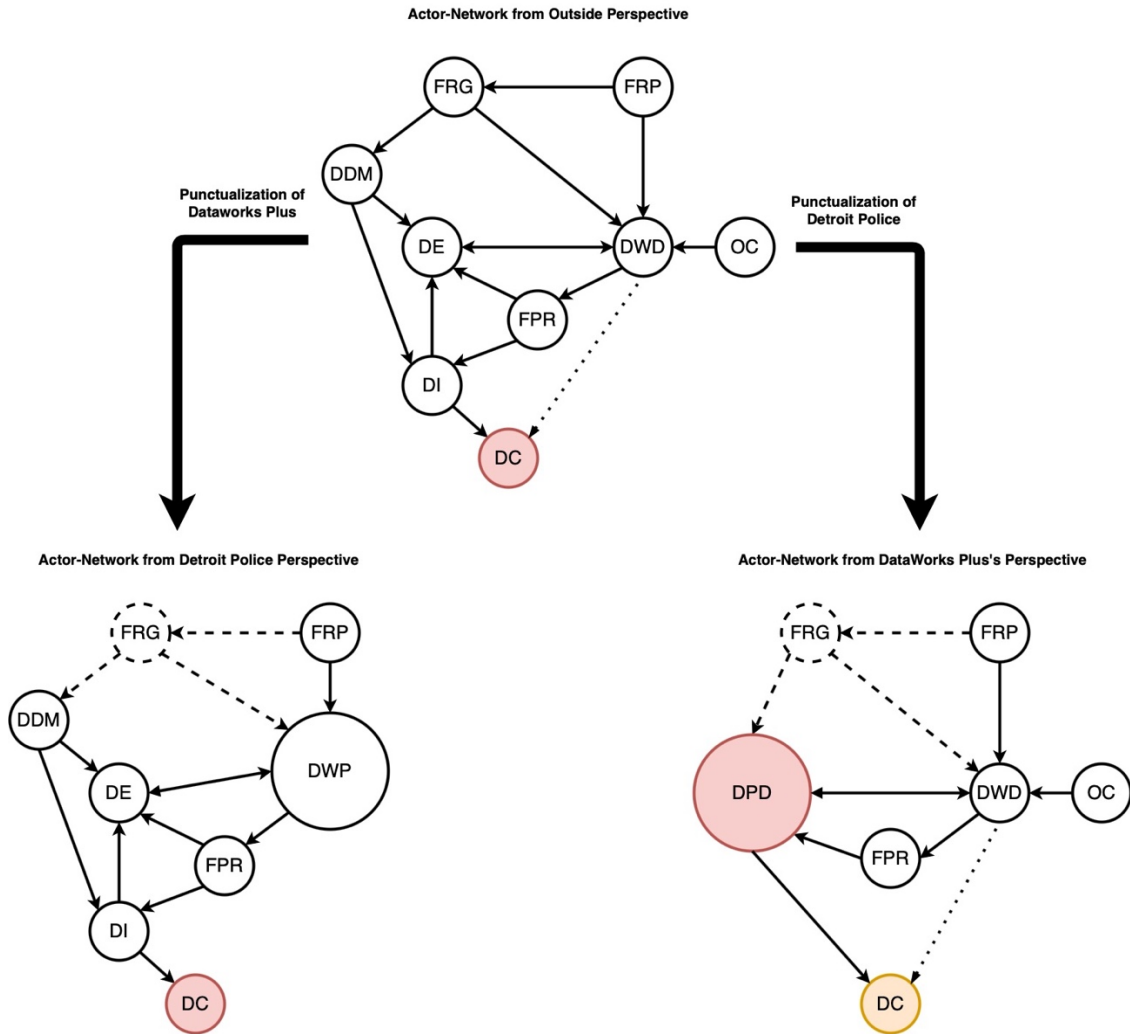 Actor-Network from Outside Perspective
FRG
FRP
DDM
Punctualization of
Dataworks Plus
Punctualization of
Detroit Police
DE
DWD
OC
FPR
DI
DC
Actor-Network from Detroit Police Perspective
FRG
FRP
DDM
DWP
DE
FPR
DI
DC
Actor-Network from DataWorks Plus's Perspective
FRG
FRP
DPD
DWD
OC
FPR
DC